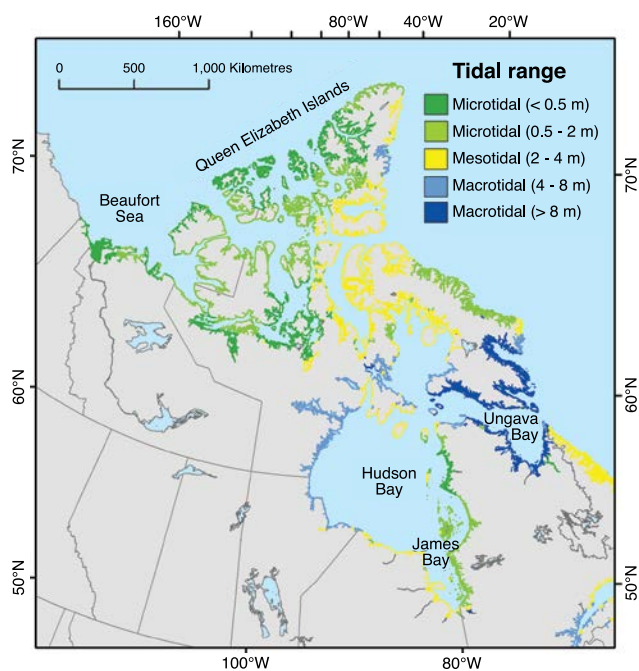 160°W 80°W 60°W 40°W 20°W
0 500 1,000 Kilometres
Tidal range
Microtidal (< 0.5 m)
Microtidal (0.5 - 2 m)
Mesotidal (2 - 4 m)
Macrotidal (4 - 8 m)
Macrotidal (> 8 m)
Queen Elizabeth Islands
70°N
70°N
Beaufort
Sea
60°N
60°N
Ungava
Bay
Hudson
Bay
James
Bay
50°N
50°N
100°W 80°W